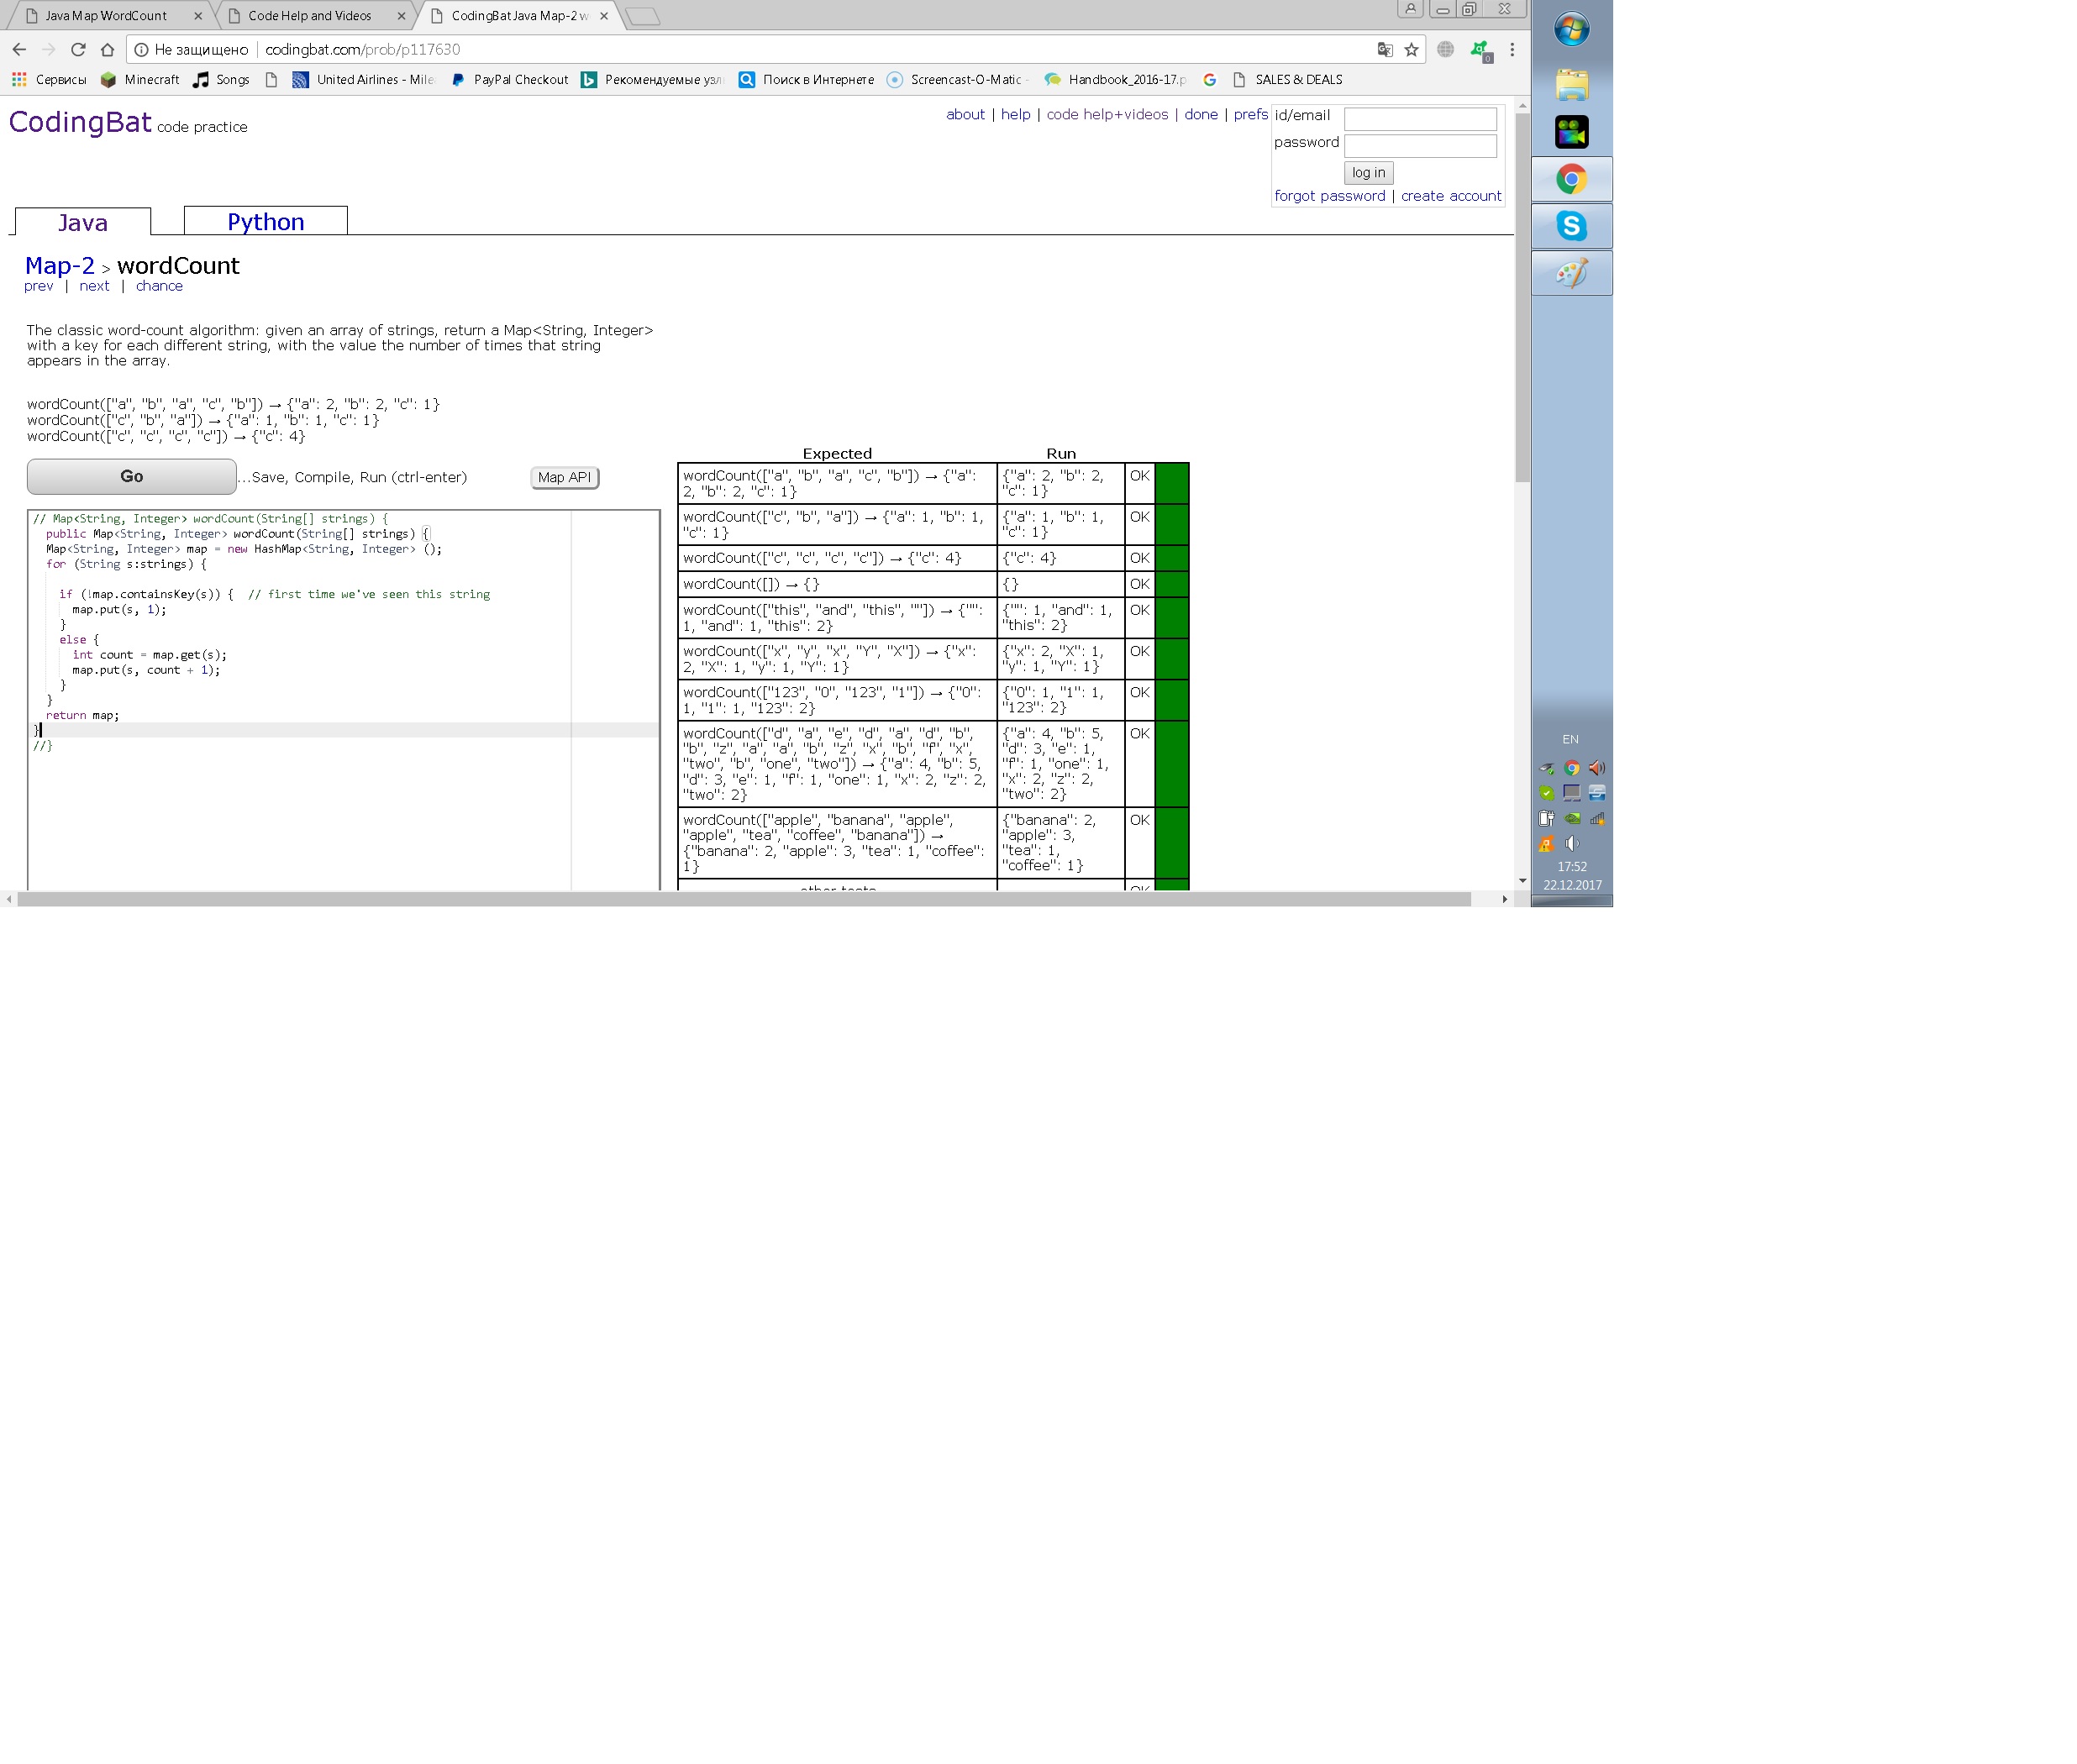 Java Map WordCount
Code Help and Videos
CodingBat Java Map-2 w
Не защищено
codingbat.com/prob/p117630
Сервисы
Minecraft
Songs
United Airlines - Mile
PayPal Checkout
Рекомендуемые узл
Поиск в Интернете
Screencast-O-Matic -
Handbook_2016-17.p
SALES & DEALS
CodingBat code practice
about | help | code help+videos | done | prefs
id/email
password
log in
forgot password | create account
Java
Python
Map-2 > wordCount
prev | next | chance
The classic word-count algorithm: given an array of strings, return a Map<String, Integer>
with a key for each different string, with the value the number of times that string
appears in the array.
wordCount(["a", "b", "a", "c", "b"]) → {"a": 2, "b": 2, "c": 1}
wordCount(["c", "b", "a"]) → {"a": 1, "b": 1, "c": 1}
wordCount(["c", "c", "c", "c"]) → {"c": 4}
Go
...Save, Compile, Run (ctrl-enter)
Map API
// Map<String, Integer> wordCount(String[] strings) {
public Map<String, Integer> wordCount(String[] strings) {
Map<String, Integer> map = new HashMap<String, Integer> ();
for (String s:strings) {
if (!map.containsKey(s)) { // first time we've seen this string
map.put(s, 1);
}
else {
int count = map.get(s);
map.put(s, count + 1);
}
}
return map;
}
//}
Expected
Run
wordCount(["a", "b", "a", "c", "b"]) → {"a":
2, "b": 2, "c": 1}
{"a": 2, "b": 2,
"c": 1}
OK
wordCount(["c", "b", "a"]) → {"a": 1, "b": 1,
"c": 1}
{"a": 1, "b": 1,
"c": 1}
OK
wordCount(["c", "c", "c", "c"]) → {"c": 4}
{"c": 4}
OK
wordCount([]) → {}
{}
OK
wordCount(["this", "and", "this", ""]) → {"":
1, "and": 1, "this": 2}
{"": 1, "and": 1,
"this": 2}
OK
wordCount(["x", "y", "x", "Y", "X"]) → {"x":
2, "X": 1, "y": 1, "Y": 1}
{"x": 2, "X": 1,
"y": 1, "Y": 1}
OK
wordCount(["123", "0", "123", "1"]) → {"0":
1, "1": 1, "123": 2}
{"0": 1, "1": 1,
"123": 2}
OK
wordCount(["d", "a", "e", "d", "a", "d", "b",
"b", "z", "a", "a", "b", "z", "x", "b", "f", "x",
"two", "b", "one", "two"]) → {"a": 4, "b": 5,
"d": 3, "e": 1, "f": 1, "one": 1, "x": 2, "z": 2,
"two": 2}
{"a": 4, "b": 5,
"d": 3, "e": 1,
"f": 1, "one": 1,
"x": 2, "z": 2,
"two": 2}
OK
wordCount(["apple", "banana", "apple",
"apple", "tea", "coffee", "banana"]) →
{"banana": 2, "apple": 3, "tea": 1, "coffee":
1}
{"banana": 2,
"apple": 3,
"tea": 1,
"coffee": 1}
OK
other tests
OK
EN
17:52
22.12.2017